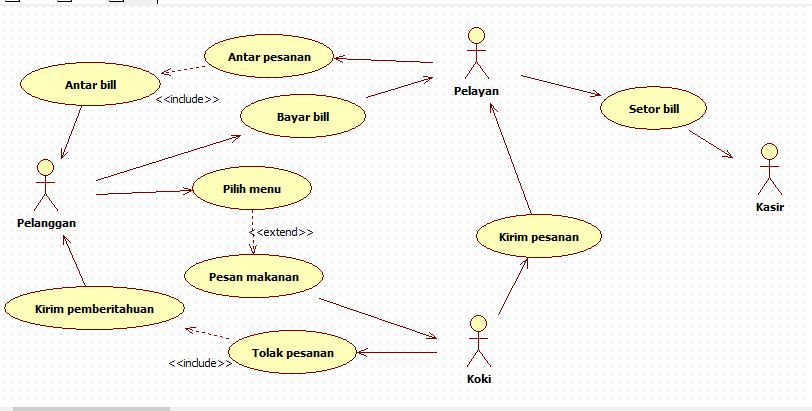 Antar pesanan
Antar bill
<<include>>
Pelayan
Bayar bill
Setor bill
Pelanggan
Pilih menu
Kasir
<<extend>>
Kirim pesanan
Pesan makanan
Kirim pemberitahuan
Tolak pesanan
<<include>>
Koki